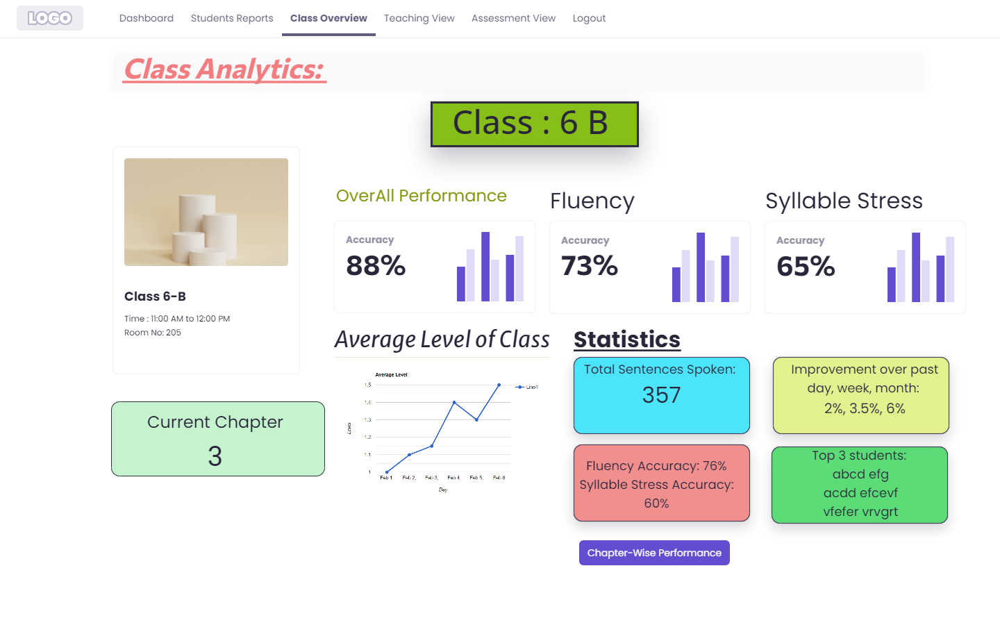 LOGO
Dashboard
Students Reports
Class Overview
Teaching View
Assessment View
Logout
Class Analytics:
Class : 6 B
Class 6-B
Time : 11:00 AM to 12:00 PM
Room No: 205
Current Chapter
3
OverAll Performance
Accuracy
88%
Fluency
Accuracy
73%
Syllable Stress
Accuracy
65%
Average Level of Class
Average Level
Line1
1.5
1.4
1.3
1.2
1.1
1
Level
Feb 1,
Feb 2,
Feb 3,
Feb 4,
Feb 5,
Feb 6
Day
Statistics
Total Sentences Spoken:
357
Improvement over past
day, week, month:
2%, 3.5%, 6%
Fluency Accuracy: 76%
Syllable Stress Accuracy:
60%
Top 3 students:
abcd efg
acdd efcevf
vfefer vrvgrt
Chapter-Wise Performance